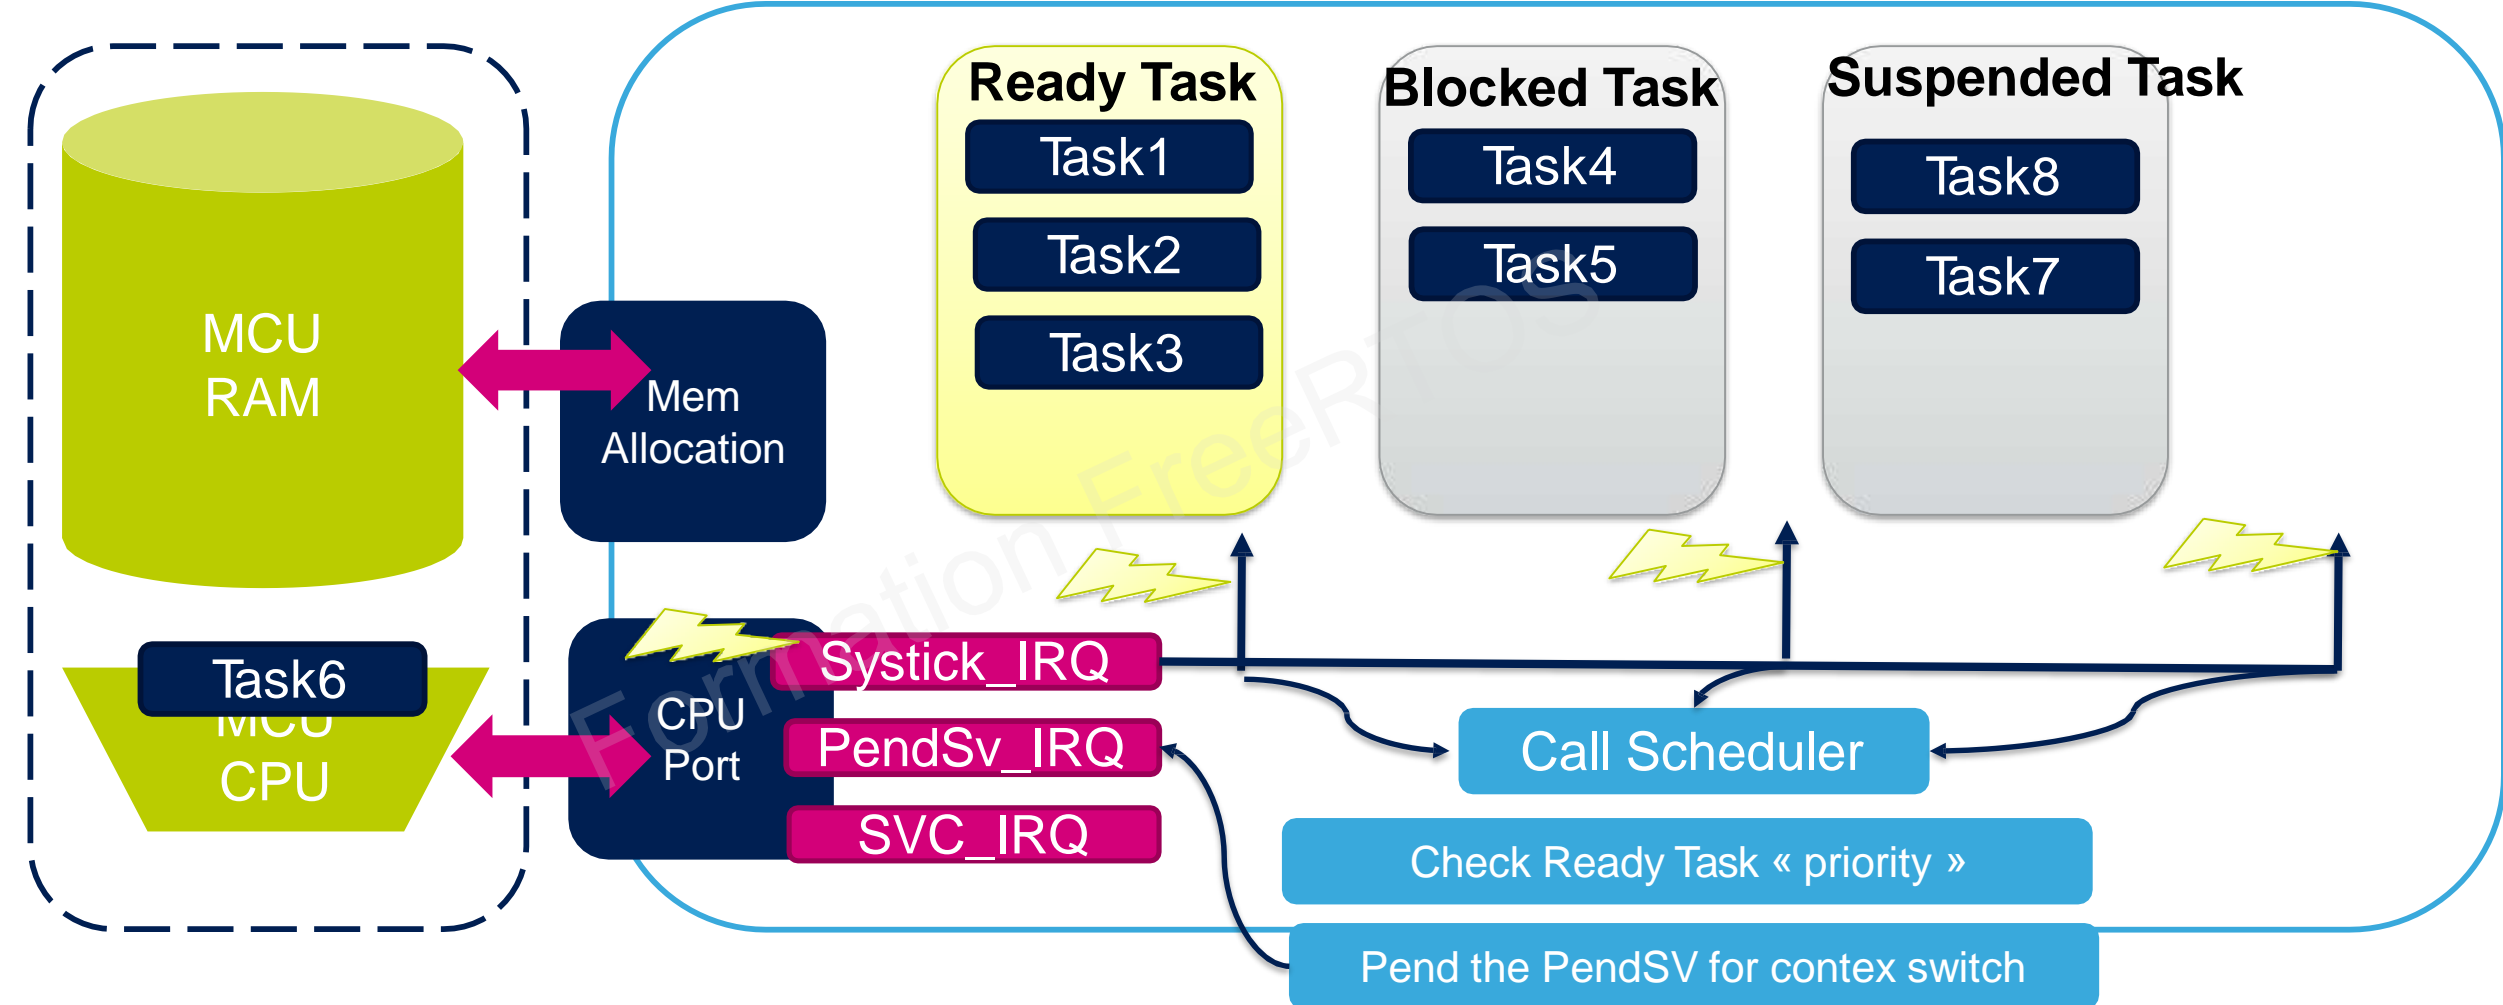 Ready Task
Task1
Task2
Task3
Blocked Task
Task4
Task5
Suspended Task
Task8
Task7
MCU
RAM
Mem
Allocation
Task6
MCU
CPU
CPU
Port
Systick_IRQ
PendSv_IRQ
SVC_IRQ
Call Scheduler
Check Ready Task « priority »
Pend the PendSV for contex switch
Formation FreeRTOS